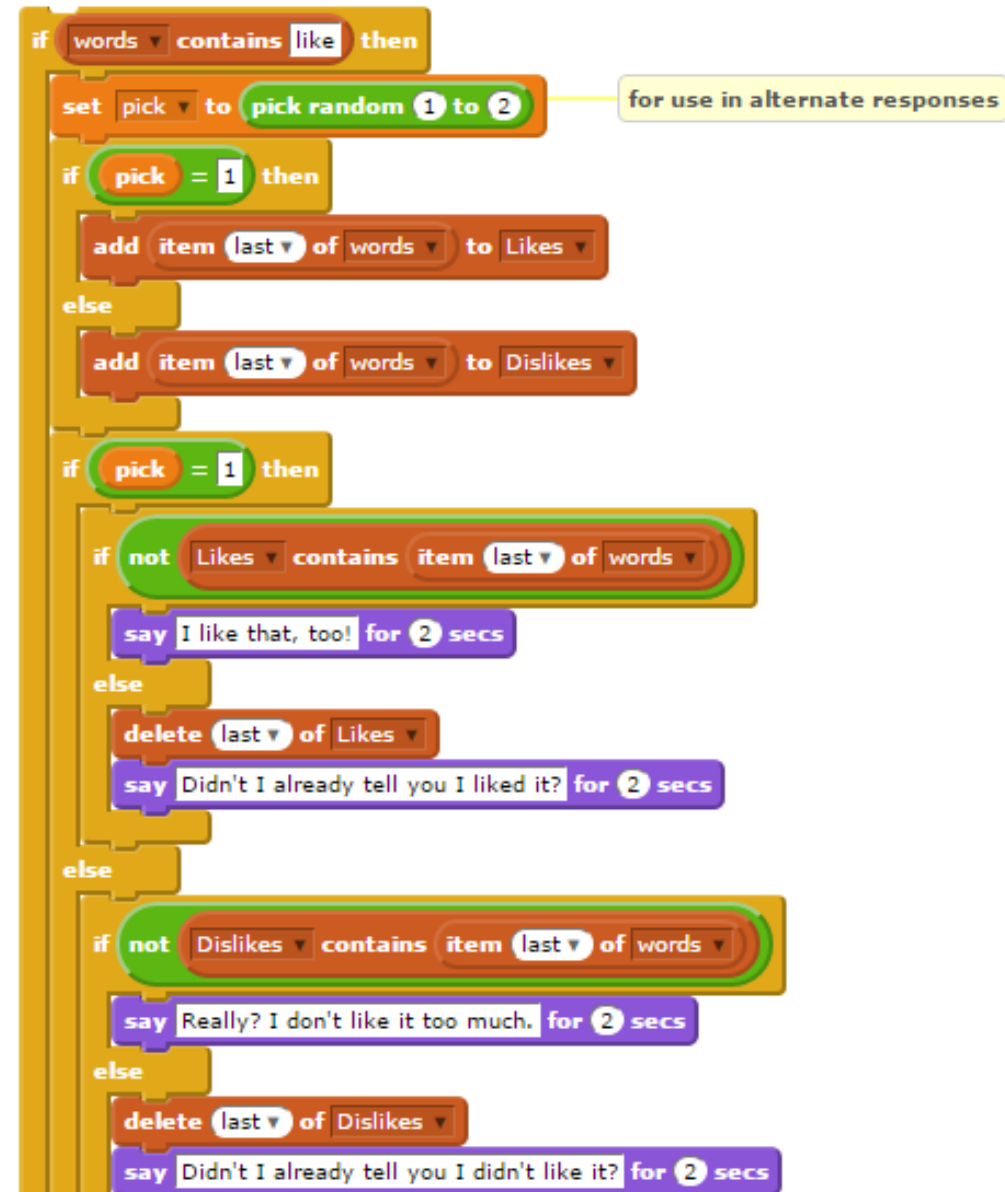 if words contains like then
set pick to pick random 1 to 2
for use in alternate responses
if pick = 1 then
add item last of words to Likes
else
add item last of words to Dislikes
if pick = 1 then
if not Likes contains item last of words
say I like that, too! for 2 secs
else
delete last of Likes
say Didn't I already tell you I liked it? for 2 secs
else
if not Dislikes contains item last of words
say Really? I don't like it too much. for 2 secs
else
delete last of Dislikes
say Didn't I already tell you I didn't like it? for 2 secs